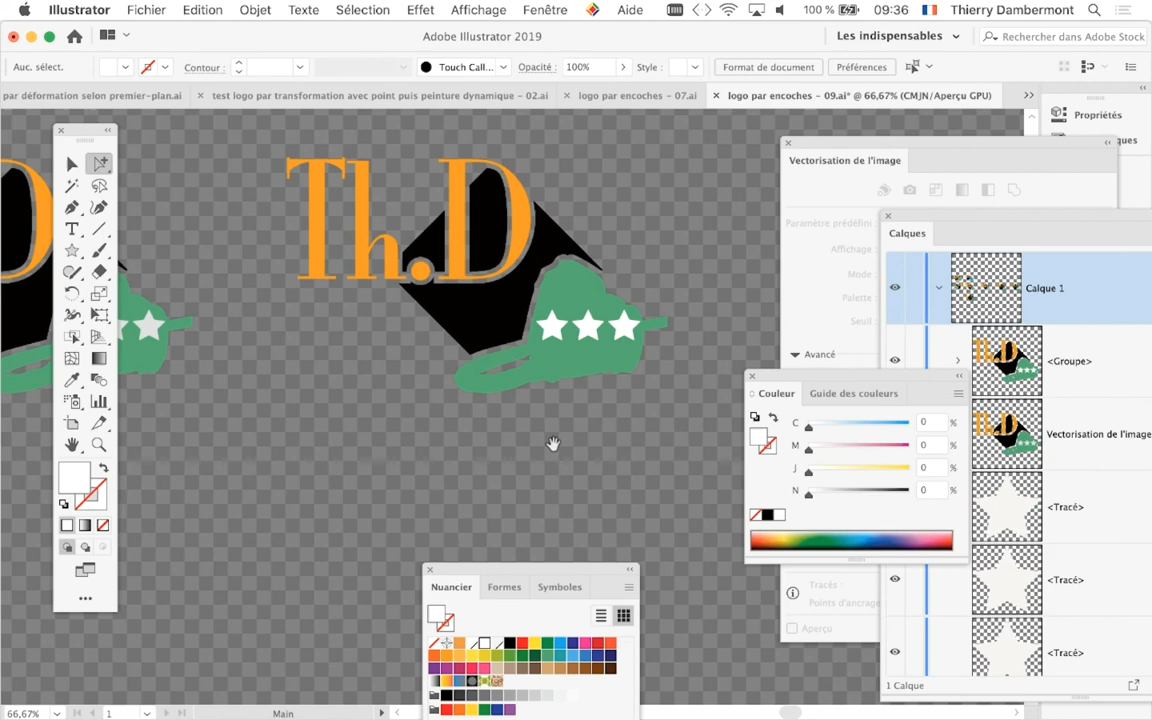 Illustrator Fichier Edition Objet Texte Sélection Effet Affichage Fenêtre Aide 100 % 09:36 Thierry Dambermont
Adobe Illustrator 2019 Les indispensables Rechercher dans Adobe Stock
Auc. sélect. Contour : Touch Call... Opacité : 100% Style : Format de document Préférences
par déformation selon premier-plan.ai × test logo par transformation avec point puis peinture dynamique - 02.ai × logo par encoches - 07.ai × logo par encoches - 09.ai* @ 66,67% (CMJN/Aperçu GPU)
Propriétés
Th.D
Vectorisation de l'image
Paramètre prédéfini
Affichage :
Mode :
Palette :
Seuil :
Avancé
Calques
Calque 1
<Groupe>
Vectorisation de l'image
<Tracé>
<Tracé>
<Tracé>
1 Calque
Couleur Guide des couleurs
C 0 %
M 0 %
J 0 %
N 0 %
Tracés :
Points d'ancrage
Aperçu
Nuancier Formes Symboles
66,67% 1 Main